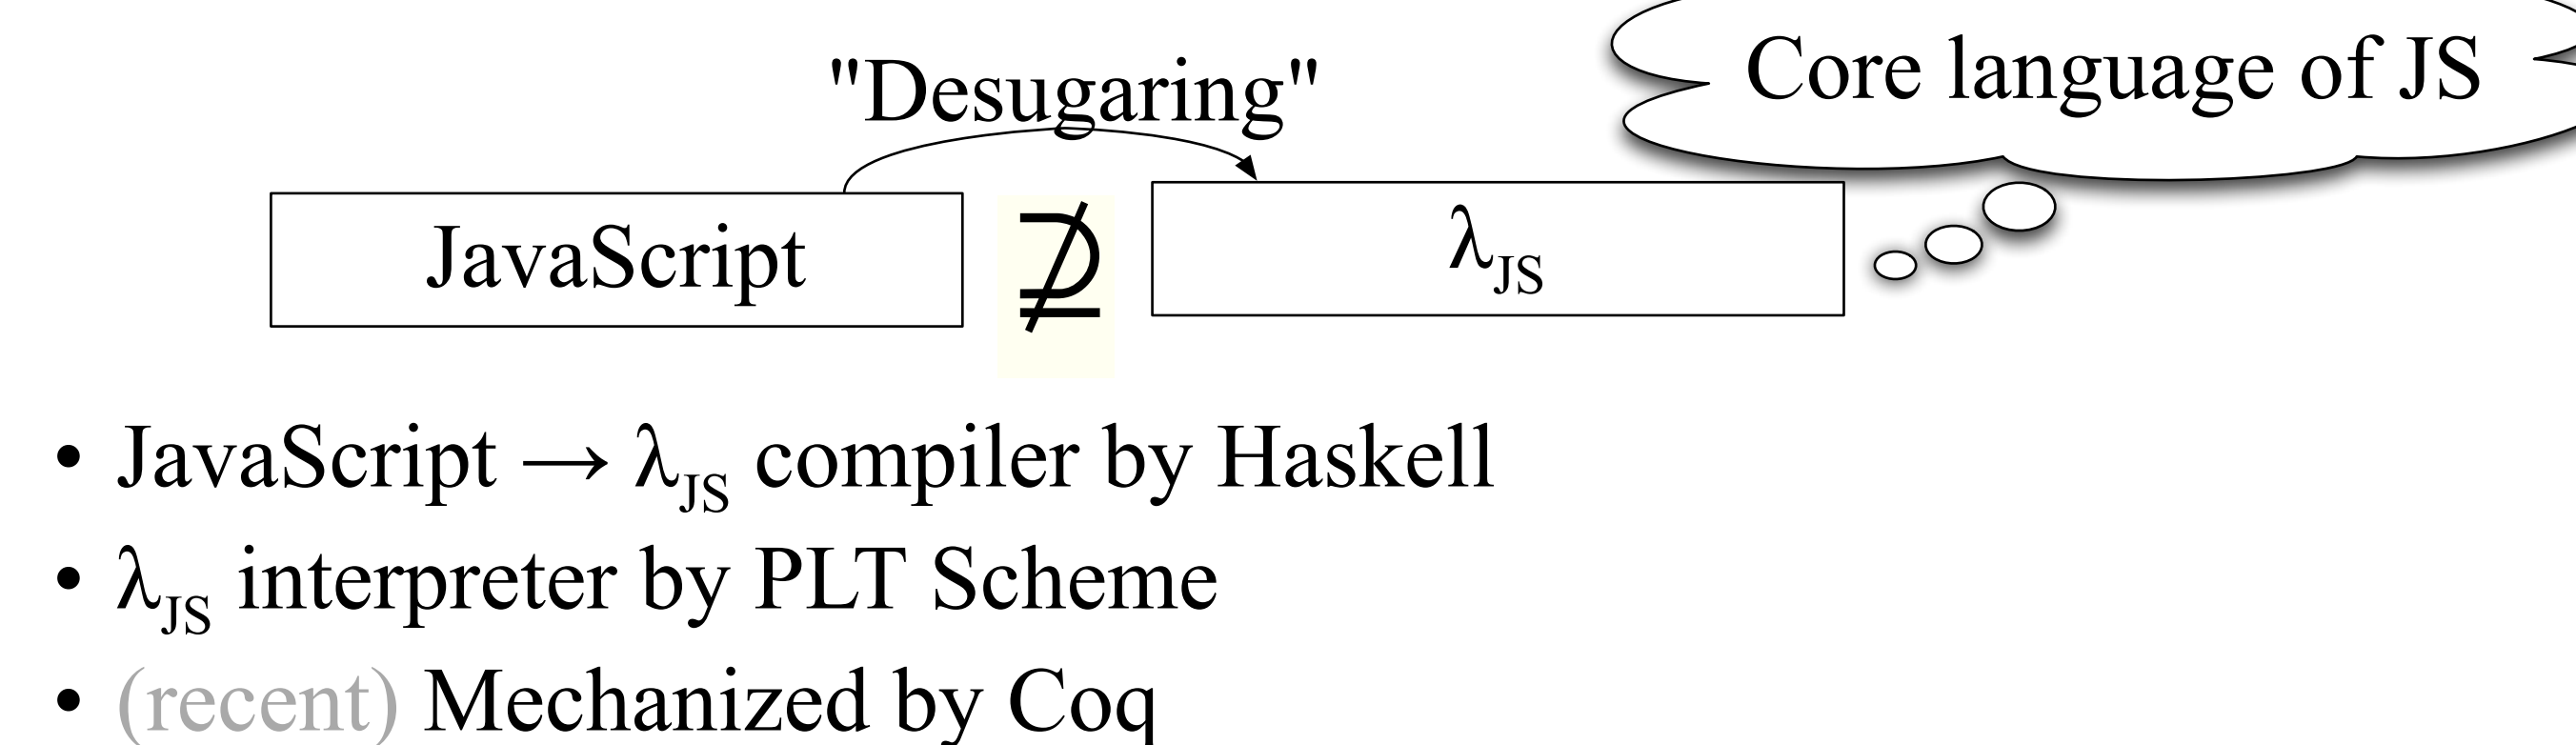 "Desugaring"
Core language of JS
JavaScript ⊉ λJS
• JavaScript → λJS compiler by Haskell
• λJS interpreter by PLT Scheme
• (recent) Mechanized by Coq